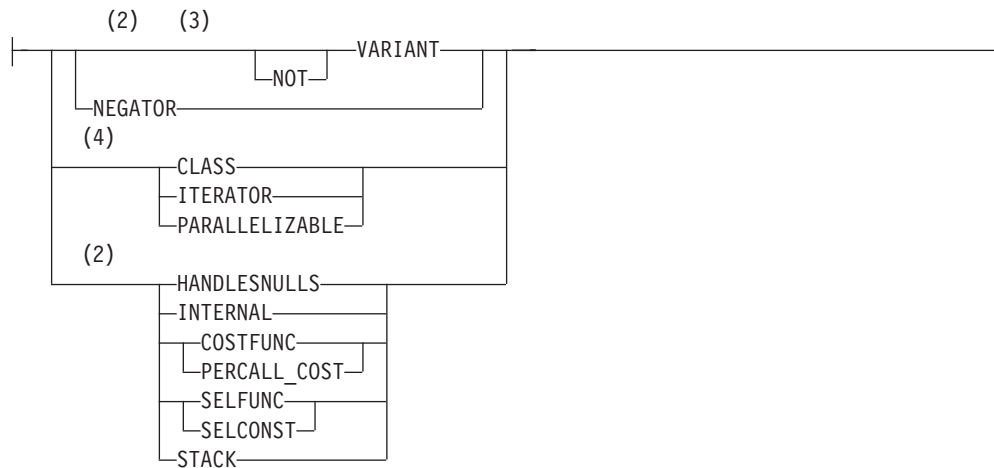 (2) (3)
VARIANT
NOT
NEGATOR
(4)
CLASS
ITERATOR
PARALLELIZABLE
(2)
HANDLESNULLS
INTERNAL
COSTFUNC
PERCALL_COST
SELFUNC
SELCONST
STACK